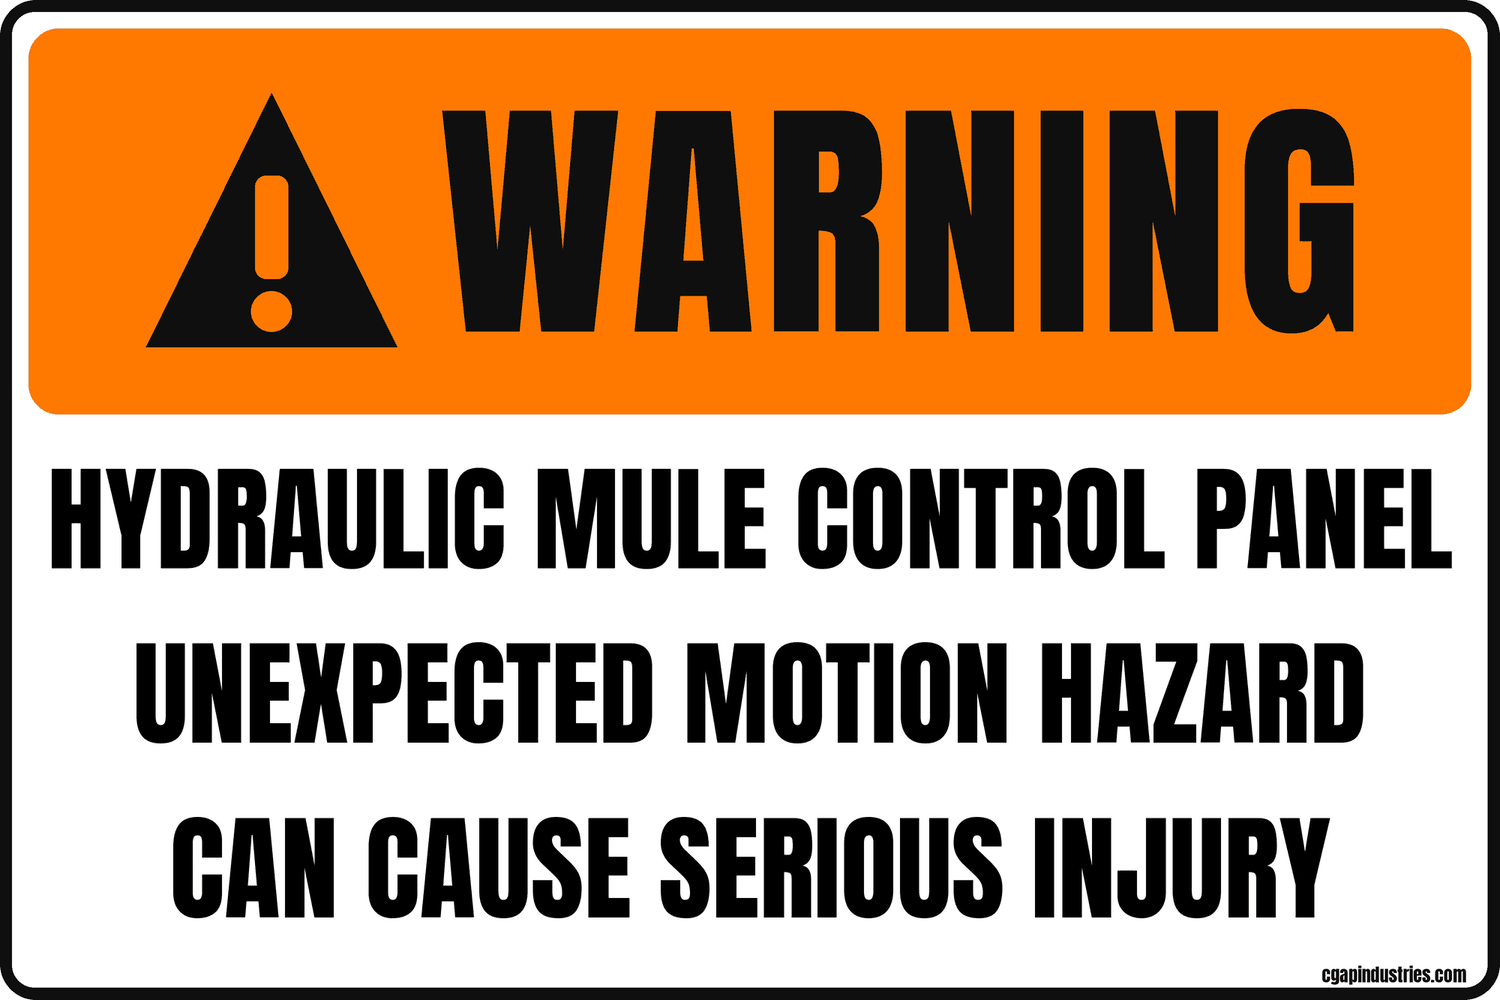 WARNING
HYDRAULIC MULE CONTROL PANEL
UNEXPECTED MOTION HAZARD
CAN CAUSE SERIOUS INJURY
cgapindustries.com